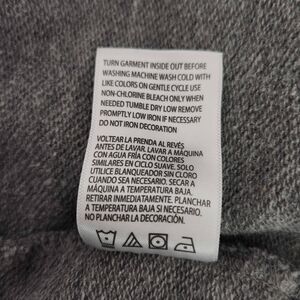 TURN GARMENT INSIDE OUT BEFORE
WASHING MACHINE WASH COLD WITH
LIKE COLORS ON GENTLE CYCLE USE
NON-CHLORINE BLEACH ONLY WHEN
NEEDED TUMBLE DRY LOW REMOVE
PROMPTLY LOW IRON IF NECESSARY
DO NOT IRON DECORATION
VOLTEAR LA PRENDA AL REVÉS
ANTES DE LAVAR. LAVAR A MÁQUINA
CON AGUA FRÍA CON COLORES
SIMILARES EN CICLO SUAVE. SOLO
UTILICE BLANQUEADOR SIN CLORO
CUANDO SEA NECESARIO. SECAR A
MÁQUINA A TEMPERATURA BAJA.
RETIRAR INMEDIATAMENTE. PLANCHAR
A TEMPERATURA BAJA SI NECESARIO.
NO PLANCHAR LA DECORACIÓN.